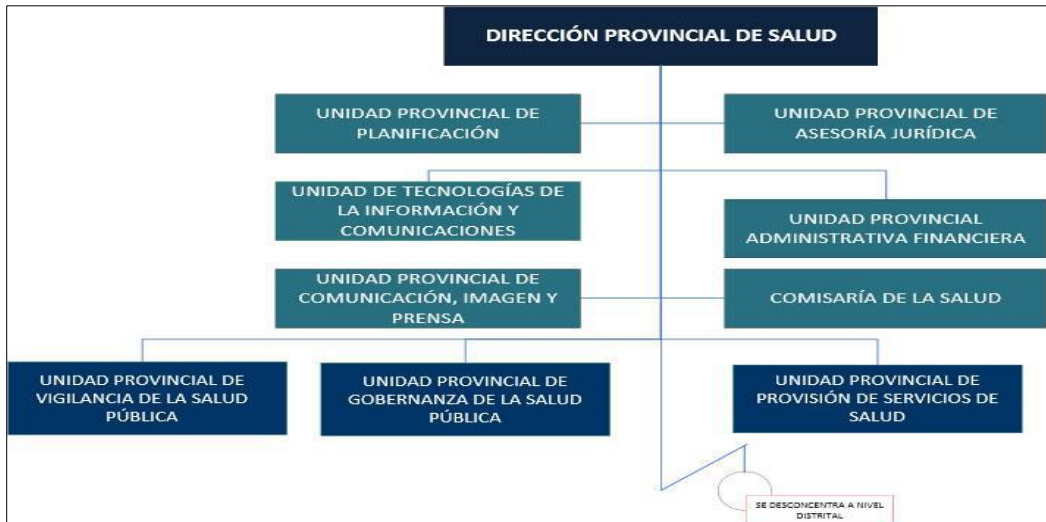 DIRECCIÓN PROVINCIAL DE SALUD
UNIDAD PROVINCIAL DE
PLANIFICACIÓN
UNIDAD PROVINCIAL DE
ASESORÍA JURÍDICA
UNIDAD DE TECNOLOGÍAS DE
LA INFORMACIÓN Y
COMUNICACIONES
UNIDAD PROVINCIAL
ADMINISTRATIVA FINANCIERA
UNIDAD PROVINCIAL DE
COMUNICACIÓN, IMAGEN Y
PRENSA
COMISARÍA DE LA SALUD
UNIDAD PROVINCIAL DE
VIGILANCIA DE LA SALUD
PÚBLICA
UNIDAD PROVINCIAL DE
GOBERNANZA DE LA SALUD
PÚBLICA
UNIDAD PROVINCIAL DE
PROVISIÓN DE SERVICIOS DE
SALUD
SE DESCONCENTRA A NIVEL
DISTRITAL